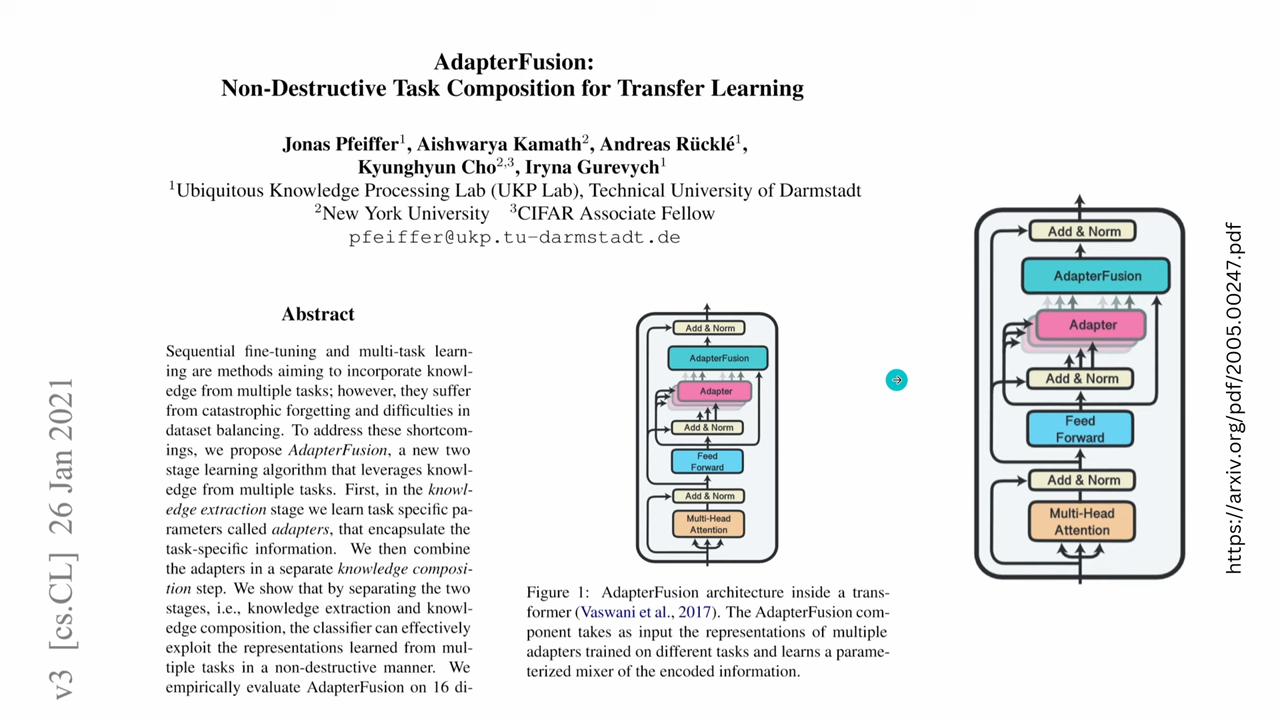 AdapterFusion:
Non-Destructive Task Composition for Transfer Learning
Jonas Pfeiffer1, Aishwarya Kamath2, Andreas Rücklé1,
Kyunghyun Cho2,3, Iryna Gurevych1
1Ubiquitous Knowledge Processing Lab (UKP Lab), Technical University of Darmstadt
2New York University 3CIFAR Associate Fellow
pfeiffer@ukp.tu-darmstadt.de
v3 [cs.CL] 26 Jan 2021
Abstract
Sequential fine-tuning and multi-task learn-
ing are methods aiming to incorporate knowl-
edge from multiple tasks; however, they suffer
from catastrophic forgetting and difficulties in
dataset balancing. To address these shortcom-
ings, we propose AdapterFusion, a new two
stage learning algorithm that leverages knowl-
edge from multiple tasks. First, in the knowl-
edge extraction stage we learn task specific pa-
rameters called adapters, that encapsulate the
task-specific information. We then combine
the adapters in a separate knowledge composi-
tion step. We show that by separating the two
stages, i.e., knowledge extraction and knowl-
edge composition, the classifier can effectively
exploit the representations learned from mul-
tiple tasks in a non-destructive manner. We
empirically evaluate AdapterFusion on 16 di-
Add & Norm
AdapterFusion
Adapter
Add & Norm
Feed
Forward
Add & Norm
Multi-Head
Attention
Figure 1: AdapterFusion architecture inside a trans-
former (Vaswani et al., 2017). The AdapterFusion com-
ponent takes as input the representations of multiple
adapters trained on different tasks and learns a parame-
terized mixer of the encoded information.
Add & Norm
AdapterFusion
Adapter
Add & Norm
Feed
Forward
Add & Norm
Multi-Head
Attention
https://arxiv.org/pdf/2005.00247.pdf